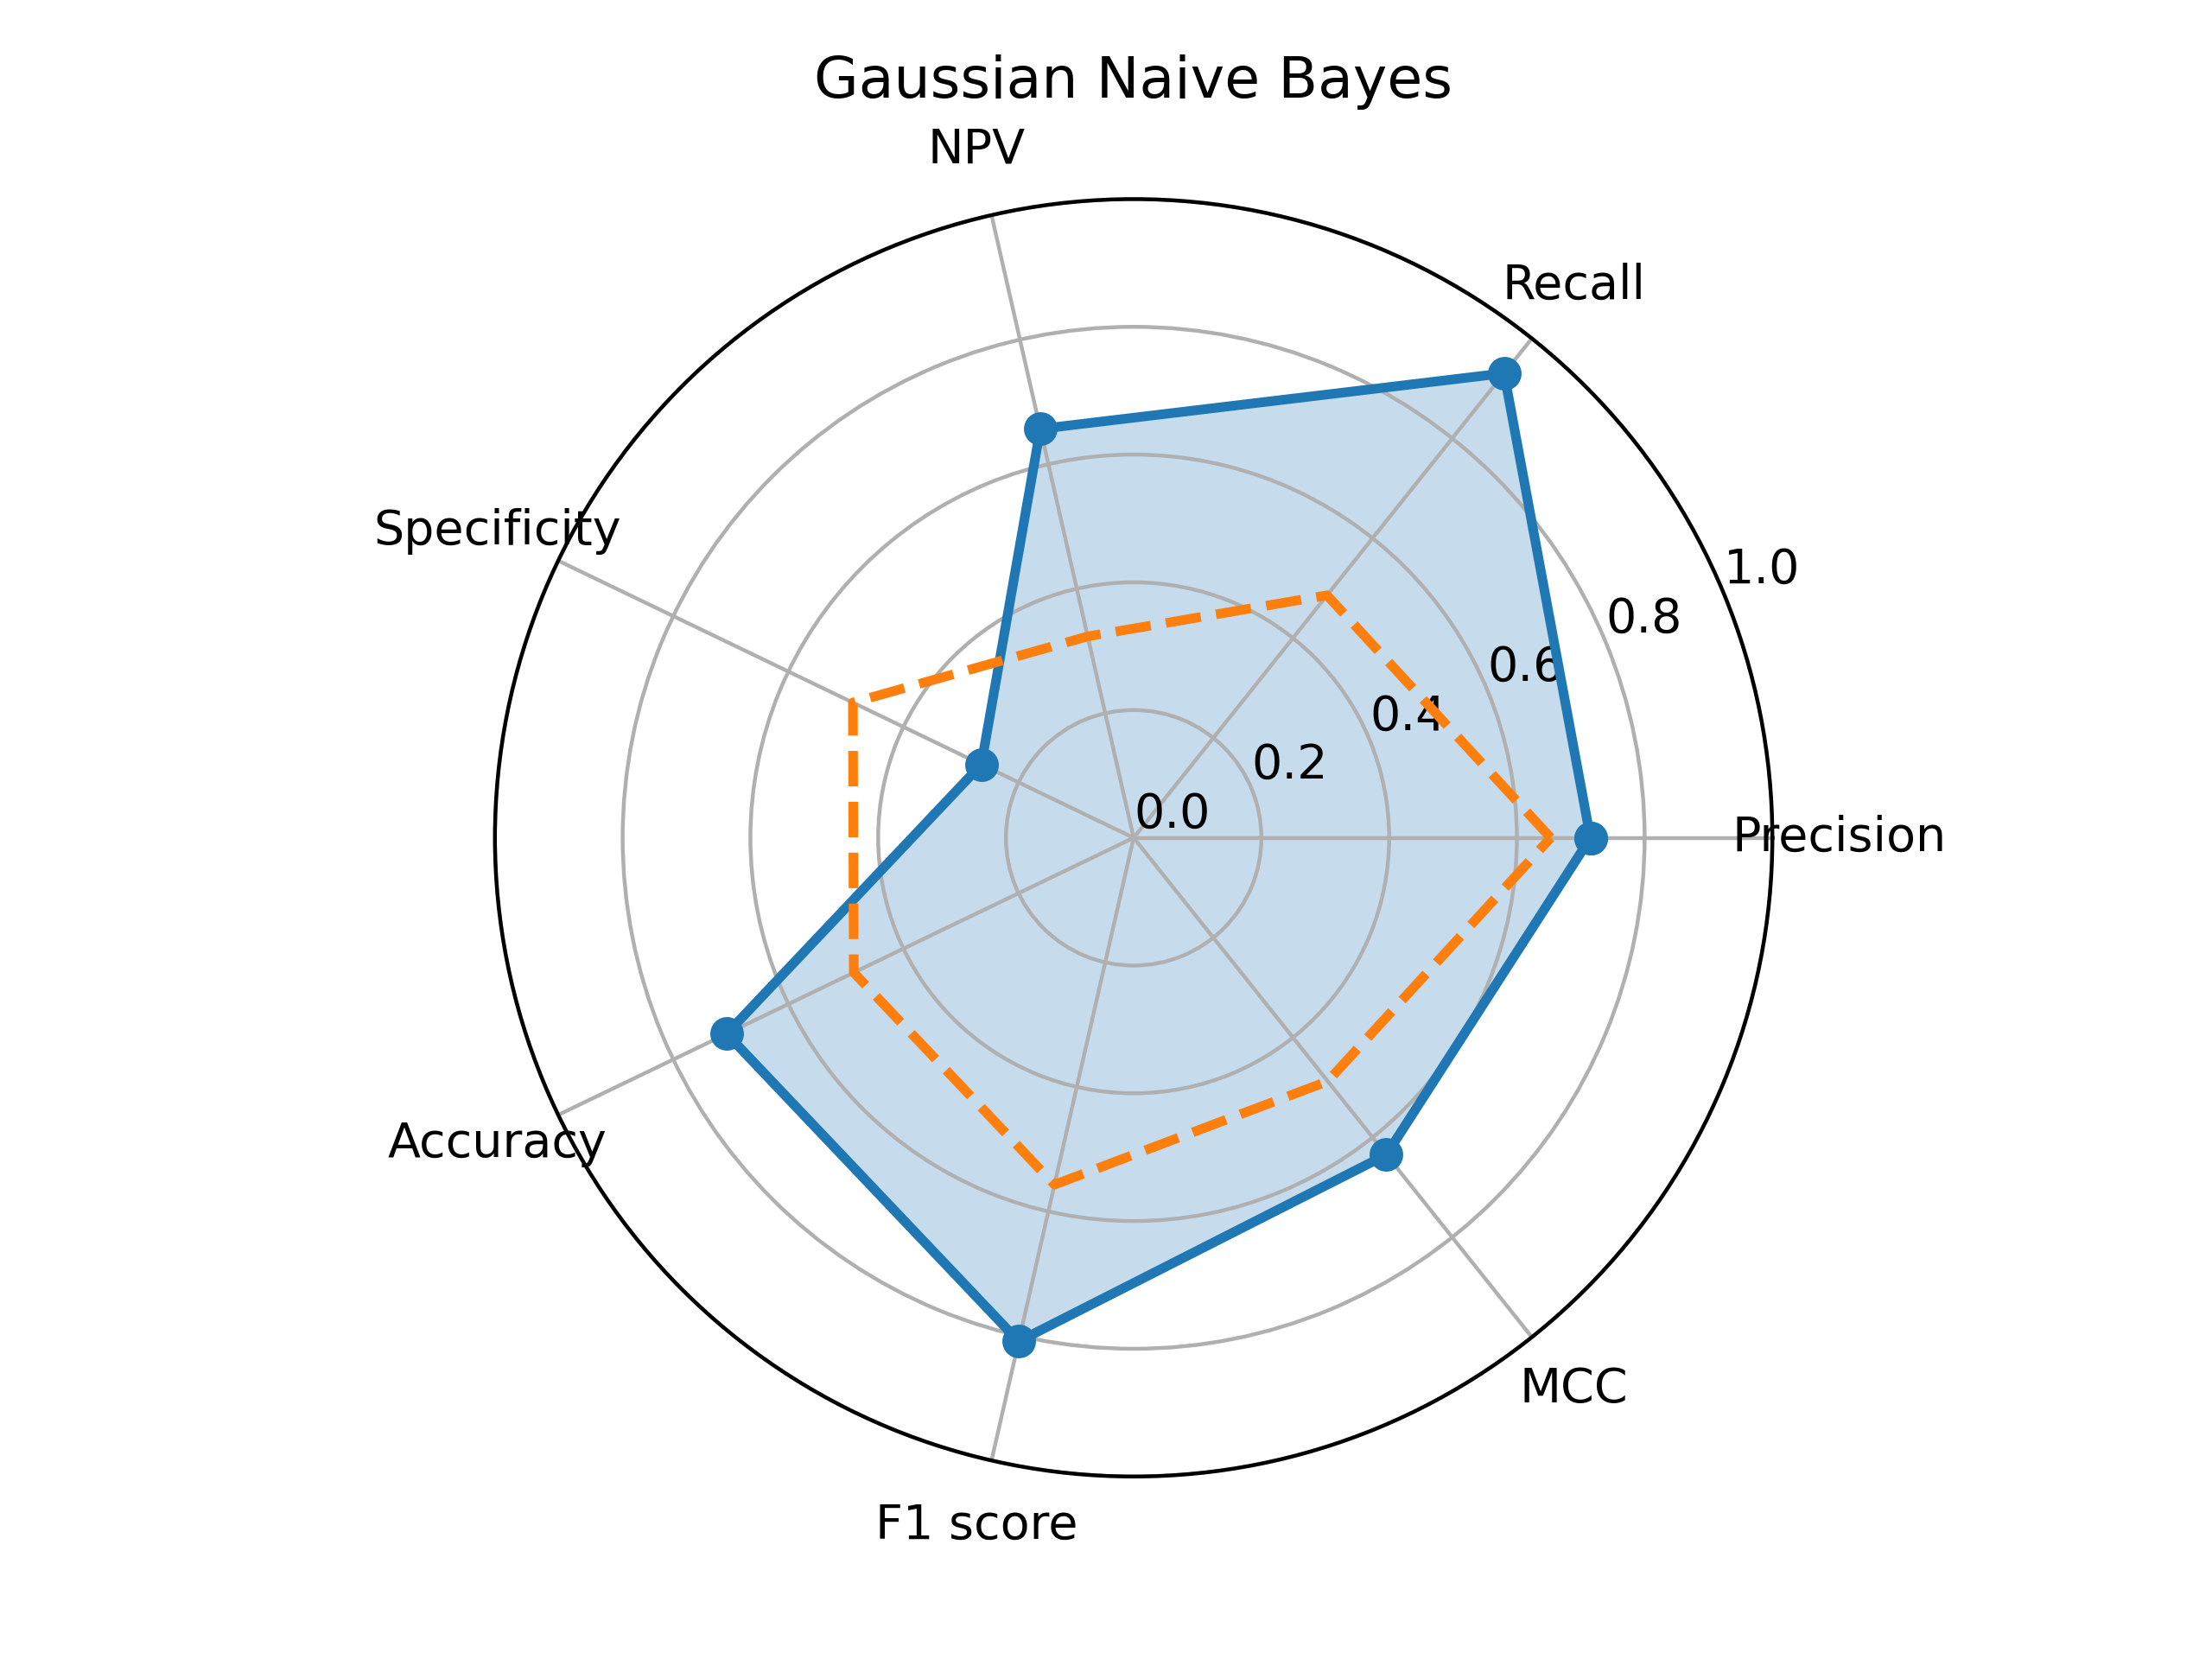 Gaussian Naive Bayes
NPV
Recall
Specificity
1.0
0.8
0.6
0.4
0.2
0.0
Precision
Accuracy
MCC
F1 score